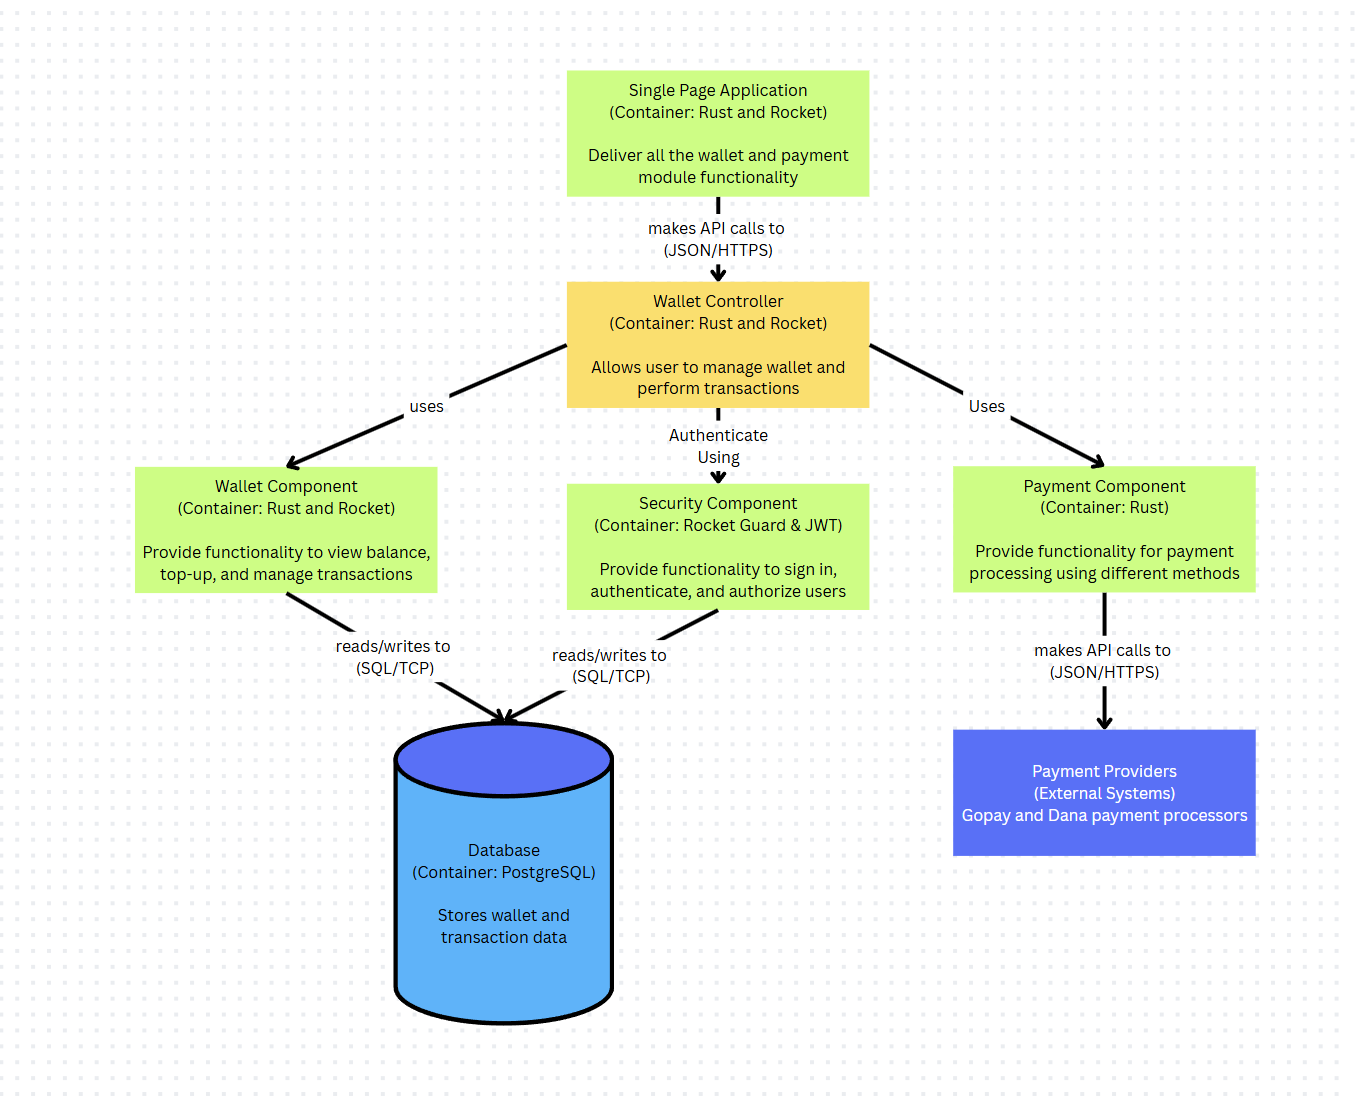 Single Page Application
(Container: Rust and Rocket)
Deliver all the wallet and payment
module functionality
makes API calls to
(JSON/HTTPS)
Wallet Controller
(Container: Rust and Rocket)
Allows user to manage wallet and
perform transactions
uses
Authenticate
Using
Uses
Wallet Component
(Container: Rust and Rocket)
Provide functionality to view balance,
top-up, and manage transactions
Security Component
(Container: Rocket Guard & JWT)
Provide functionality to sign in,
authenticate, and authorize users
Payment Component
(Container: Rust)
Provide functionality for payment
processing using different methods
reads/writes to
(SQL/TCP)
reads/writes to
(SQL/TCP)
makes API calls to
(JSON/HTTPS)
Database
(Container: PostgreSQL)
Stores wallet and
transaction data
Payment Providers
(External Systems)
Gopay and Dana payment processors